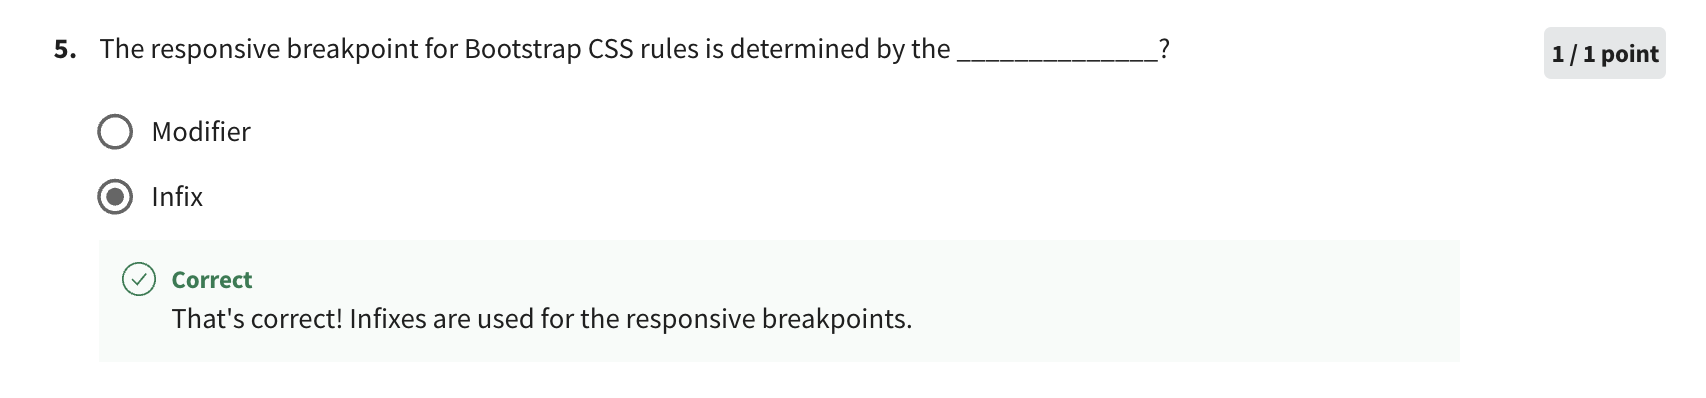 5. The responsive breakpoint for Bootstrap CSS rules is determined by the ______________?
1 / 1 point
Modifier
Infix
Correct
That's correct! Infixes are used for the responsive breakpoints.